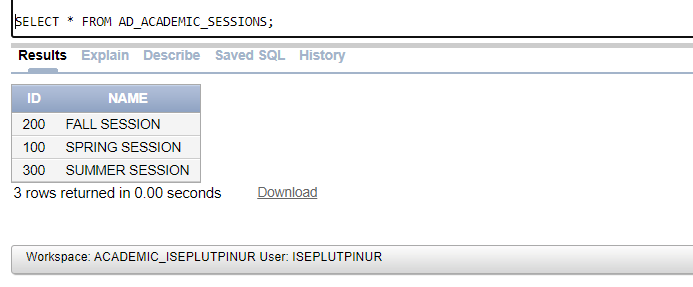 SELECT * FROM AD_ACADEMIC_SESSIONS;
Results Explain Describe Saved SQL History
ID NAME
200 FALL SESSION
100 SPRING SESSION
300 SUMMER SESSION
3 rows returned in 0.00 seconds Download
Workspace: ACADEMIC_ISEPLUTPINUR User: ISEPLUTPINUR